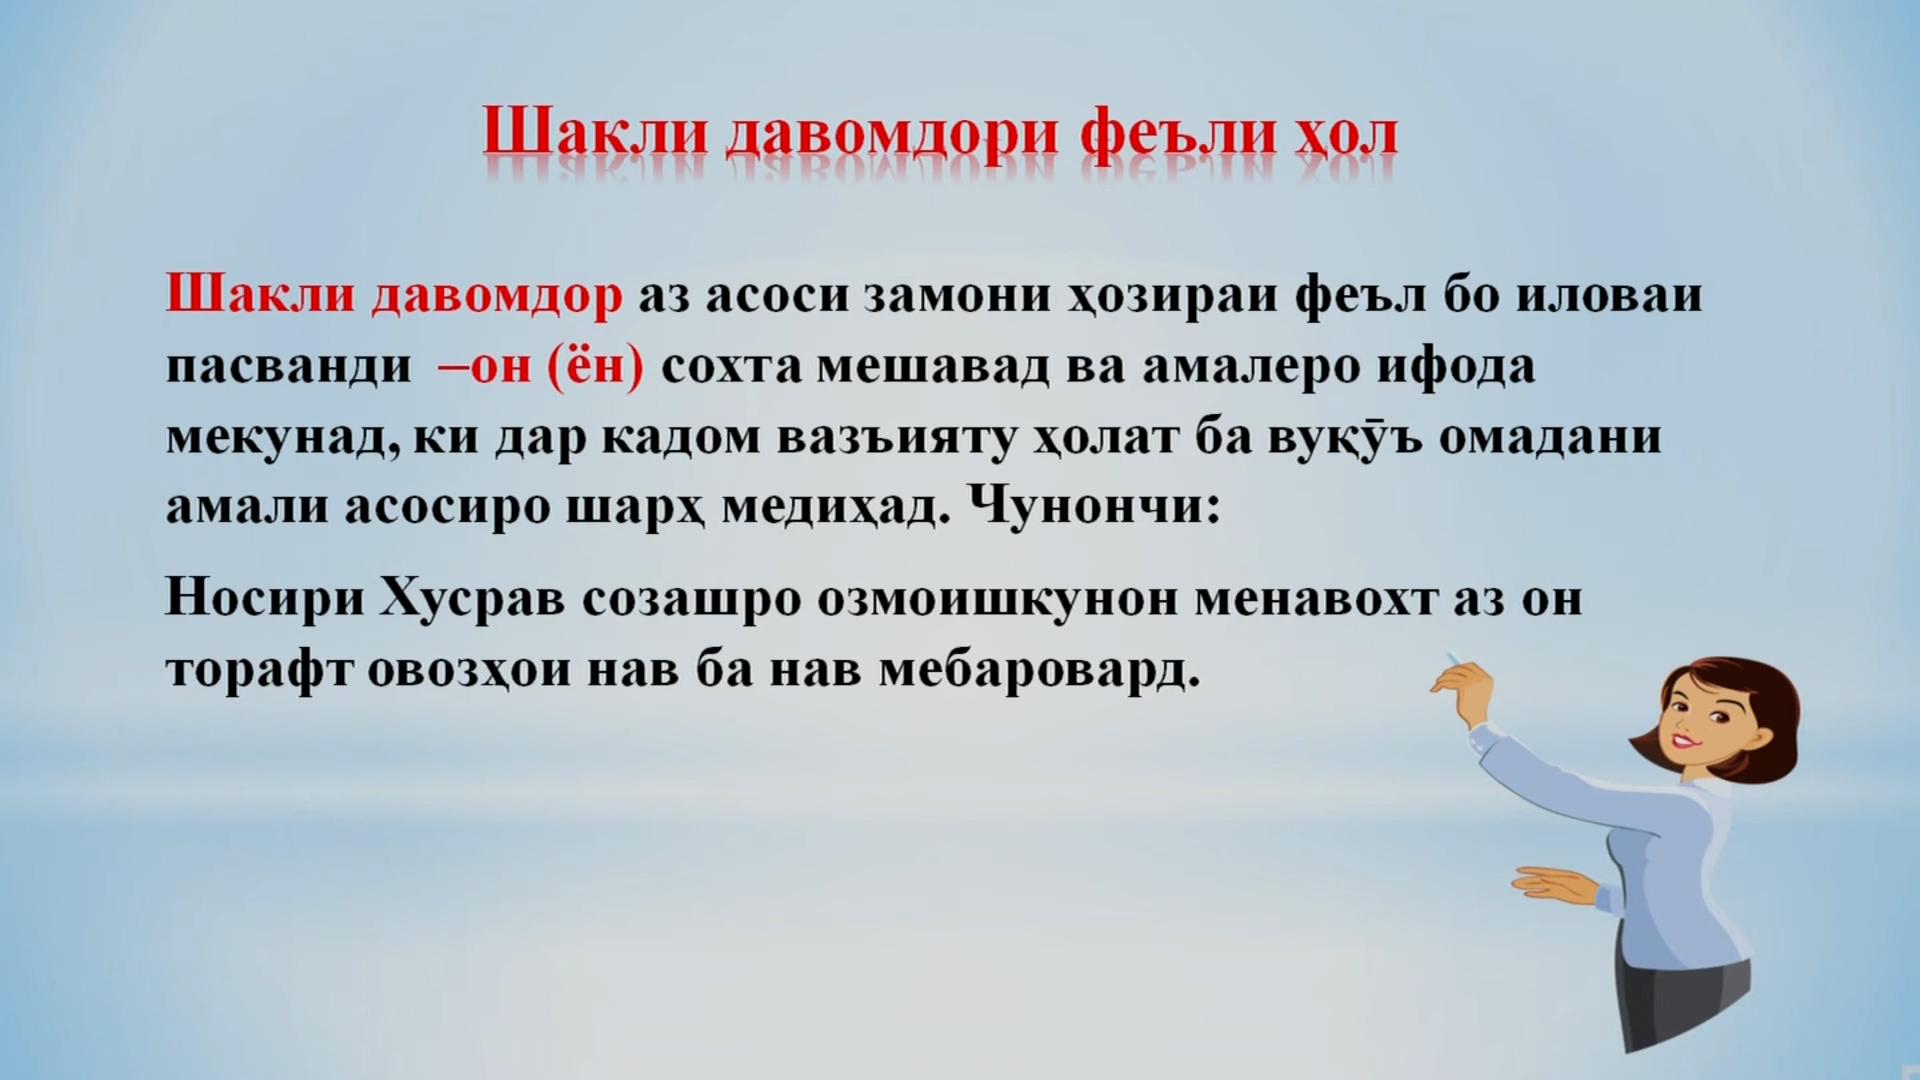 Шакли давомдори феъли ҳол
Шакли давомдор аз асоси замони ҳозираи феъл бо иловаи
пасванди –он (ён) сохта мешавад ва амалеро ифода
мекунад, ки дар кадом вазъияту ҳолат ба вуқӯъ омадани
амали асосиро шарҳ медиҳад. Чунончи:
Носири Хусрав созашро озмоишкунон менавохт аз он
торафт овозҳои нав ба нав мебаровард.